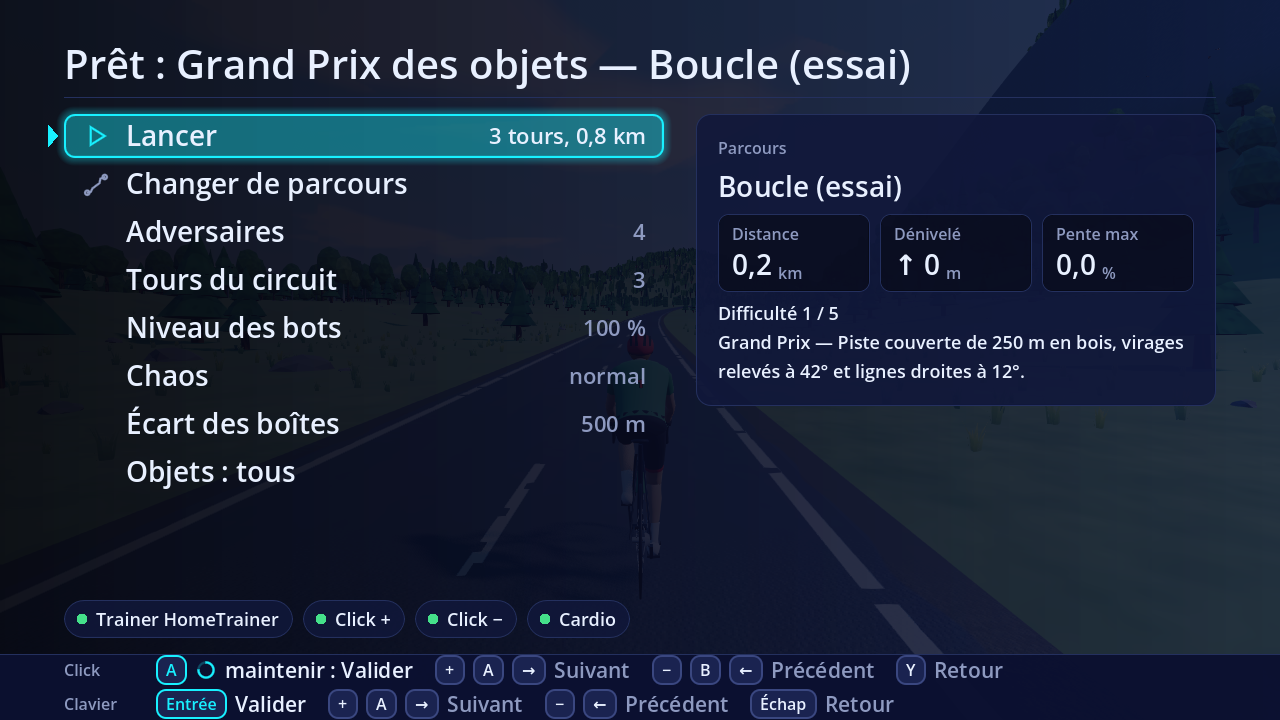 Prêt : Grand Prix des objets — Boucle (essai)
Lancer 3 tours, 0,8 km
Changer de parcours
Adversaires 4
Tours du circuit 3
Niveau des bots 100 %
Chaos normal
Écart des boîtes 500 m
Objets : tous
Parcours
Boucle (essai)
Distance Dénivelé Pente max
0,2 km ↑ 0 m 0,0 %
Difficulté 1 / 5
Grand Prix — Piste couverte de 250 m en bois, virages
relevés à 42° et lignes droites à 12°.
Trainer HomeTrainer Click + Click − Cardio
Click A maintenir : Valider + A → Suivant − B ← Précédent Y Retour
Clavier Entrée Valider + A → Suivant − ← Précédent Échap Retour